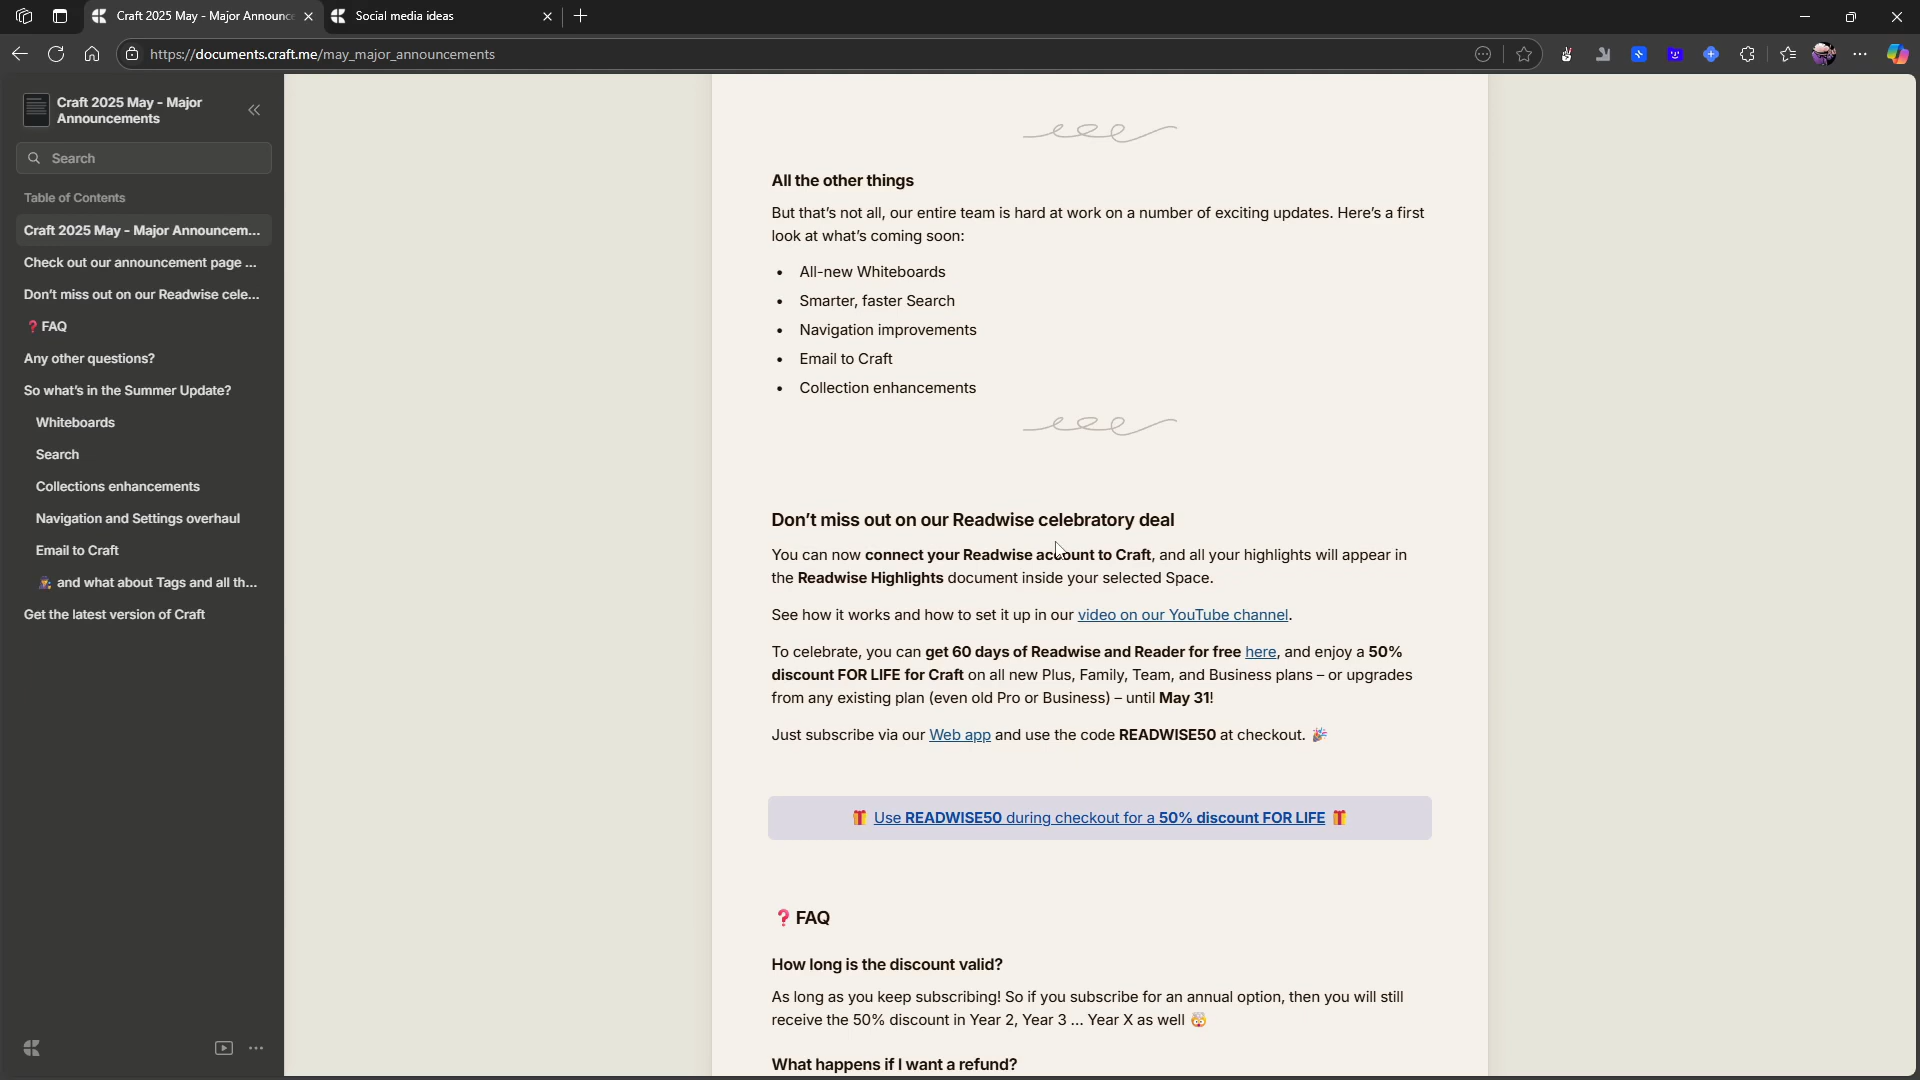 Craft 2025 May - Major Announce
Social media ideas
https://documents.craft.me/may_major_announcements
Craft 2025 May - Major
Announcements
Search
Table of Contents
Craft 2025 May - Major Announcem...
Check out our announcement page ...
Don't miss out on our Readwise cele...
❓ FAQ
Any other questions?
So what's in the Summer Update?
Whiteboards
Search
Collections enhancements
Navigation and Settings overhaul
Email to Craft
and what about Tags and all th...
Get the latest version of Craft
All the other things
But that's not all, our entire team is hard at work on a number of exciting updates. Here's a first
look at what's coming soon:
• All-new Whiteboards
• Smarter, faster Search
• Navigation improvements
• Email to Craft
• Collection enhancements
Don't miss out on our Readwise celebratory deal
You can now connect your Readwise account to Craft, and all your highlights will appear in
the Readwise Highlights document inside your selected Space.
See how it works and how to set it up in our video on our YouTube channel.
To celebrate, you can get 60 days of Readwise and Reader for free here, and enjoy a 50%
discount FOR LIFE for Craft on all new Plus, Family, Team, and Business plans – or upgrades
from any existing plan (even old Pro or Business) – until May 31!
Just subscribe via our Web app and use the code READWISE50 at checkout. 🎉
🎁 Use READWISE50 during checkout for a 50% discount FOR LIFE 🎁
❓ FAQ
How long is the discount valid?
As long as you keep subscribing! So if you subscribe for an annual option, then you will still
receive the 50% discount in Year 2, Year 3 ... Year X as well 🤯
What happens if I want a refund?